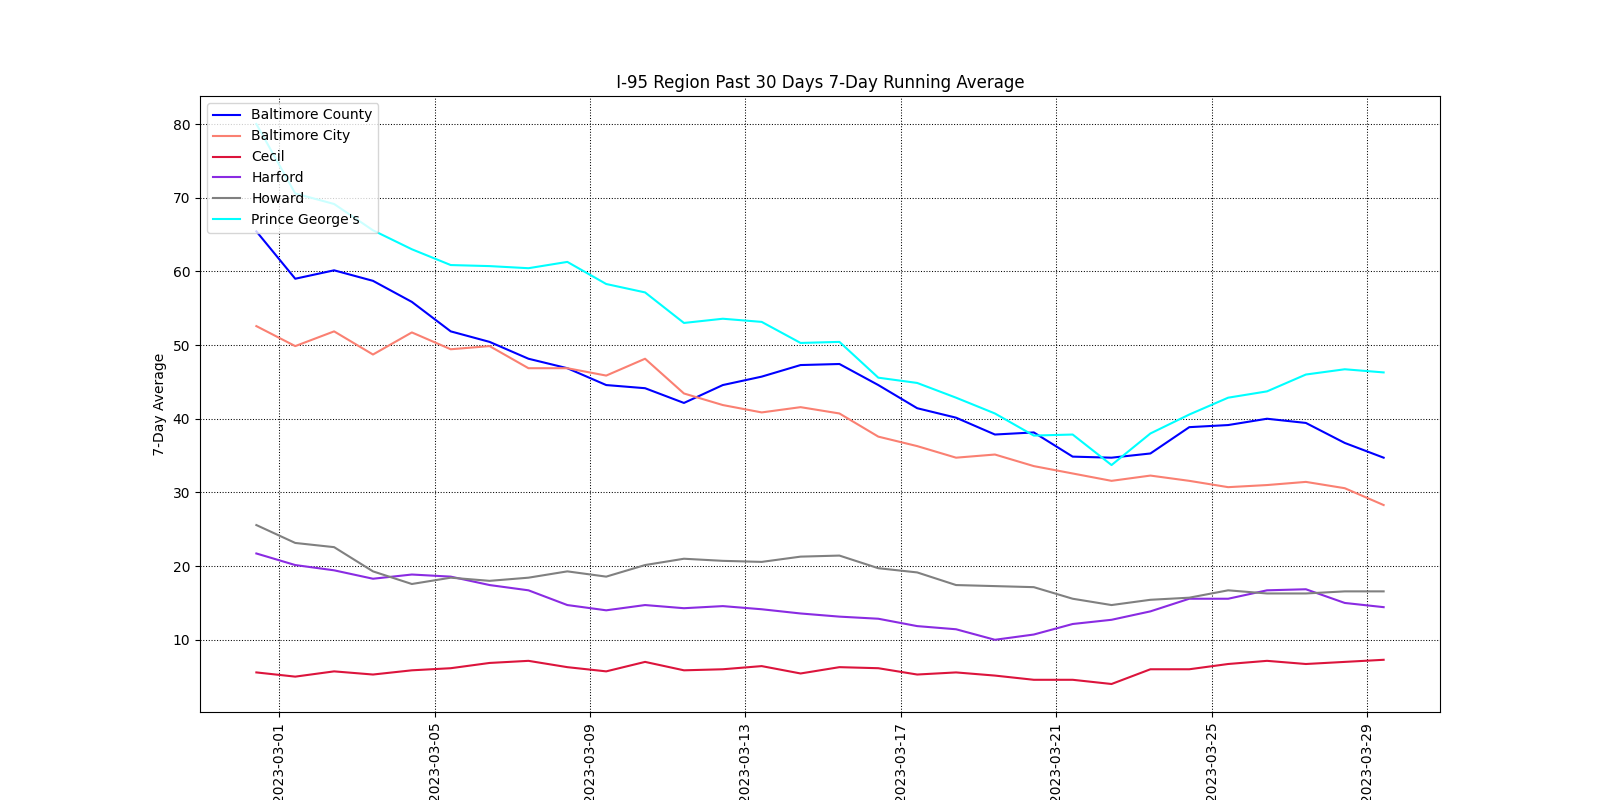 I-95 Region Past 30 Days 7-Day Running Average
Baltimore County
Baltimore City
Cecil
Harford
Howard
Prince George's
7-Day Average
80
70
60
50
40
30
20
10
2023-03-01
2023-03-05
2023-03-09
2023-03-13
2023-03-17
2023-03-21
2023-03-25
2023-03-29